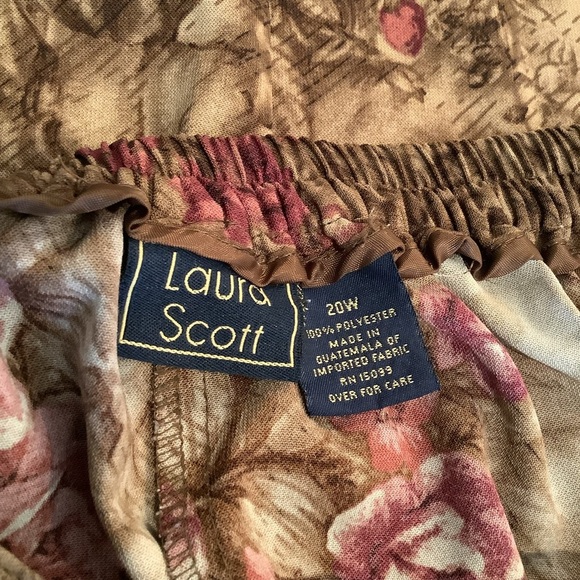 Laura
Scott
20W
100% POLYESTER
MADE IN
GUATEMALA OF
IMPORTED FABRIC
RN 15099
OVER FOR CARE